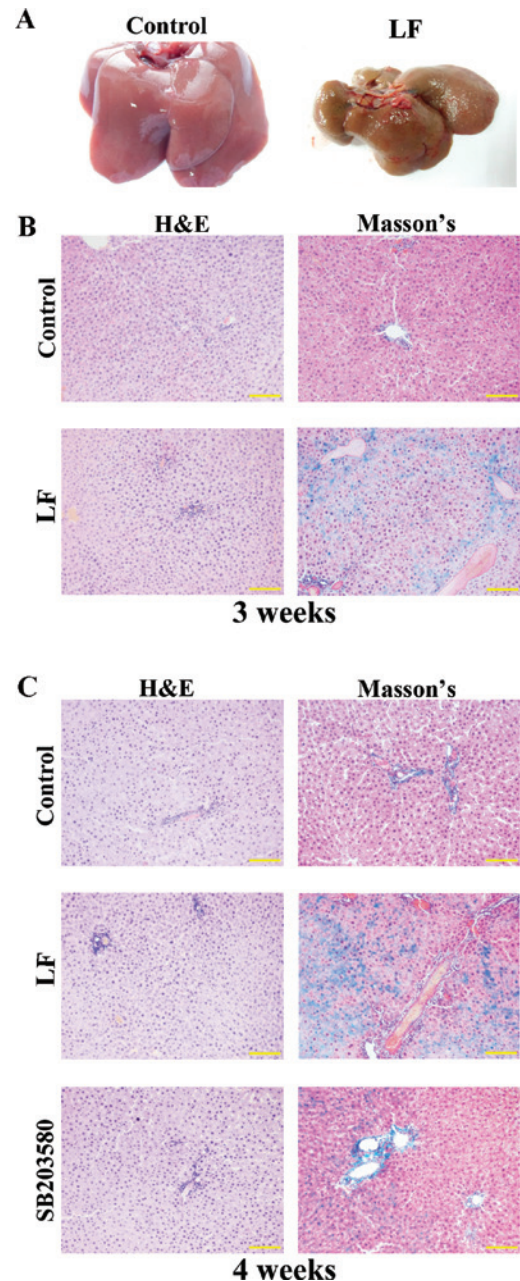 A
Control
LF
B
H&E
Masson's
Control
LF
3 weeks
C
H&E
Masson's
Control
LF
SB203580
4 weeks